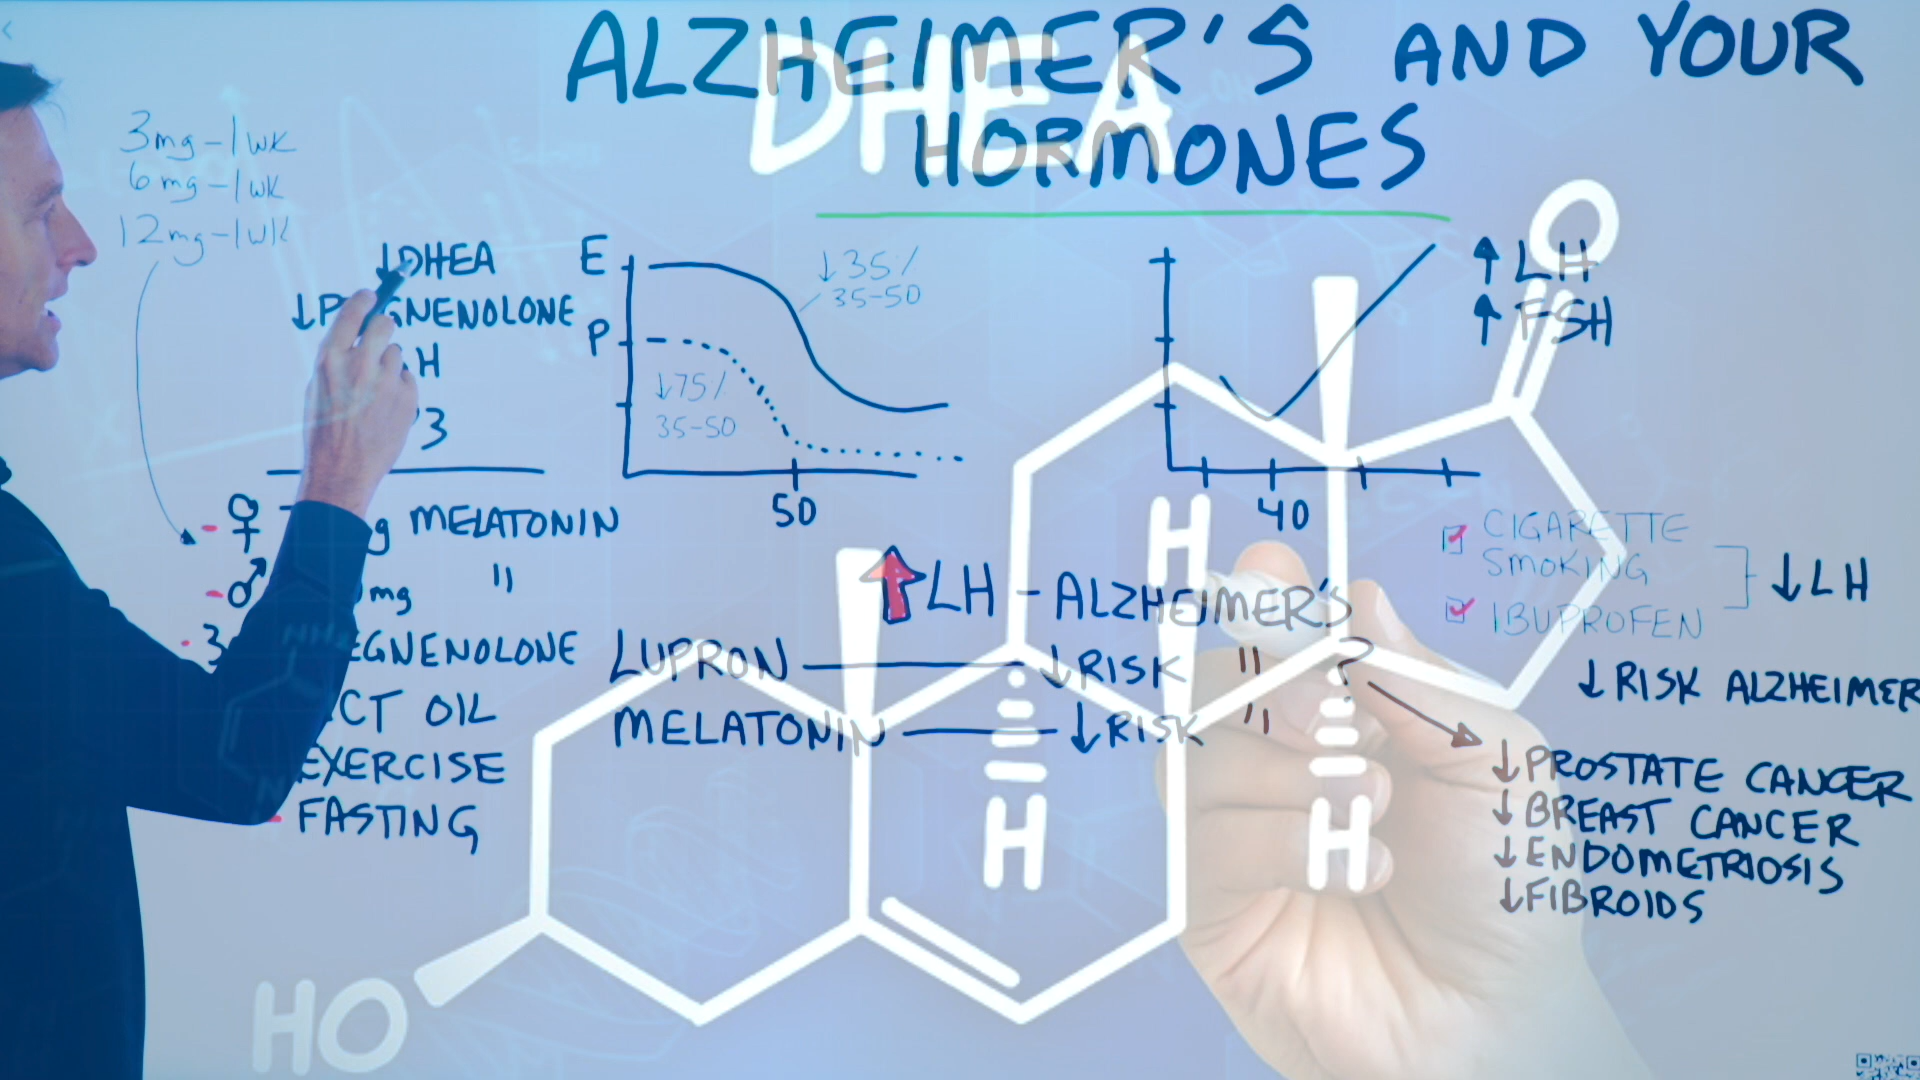 ALZHEIMER'S AND YOUR
HORMONES
DHEA
3mg-1wk
6mg-1wk
12mg-1wk
↓DHEA
↓P GNENOLONE
H
3
♀ g MELATONIN
♂ mg "
3 EGNENOLONE
CT OIL
EXERCISE
FASTING
E
P
↓35%
35-50
↓75%
35-50
50
40
↑LH
↑FSH
↑LH - ALZHEIMER'S
LUPRON ↓RISK " ?
MELATONIN ↓RISK "
CIGARETTE
SMOKING
IBUPROFEN
↓LH
↓RISK ALZHEIMER
↓PROSTATE CANCER
↓BREAST CANCER
↓ENDOMETRIOSIS
↓FIBROIDS
O
H
H
H
HO